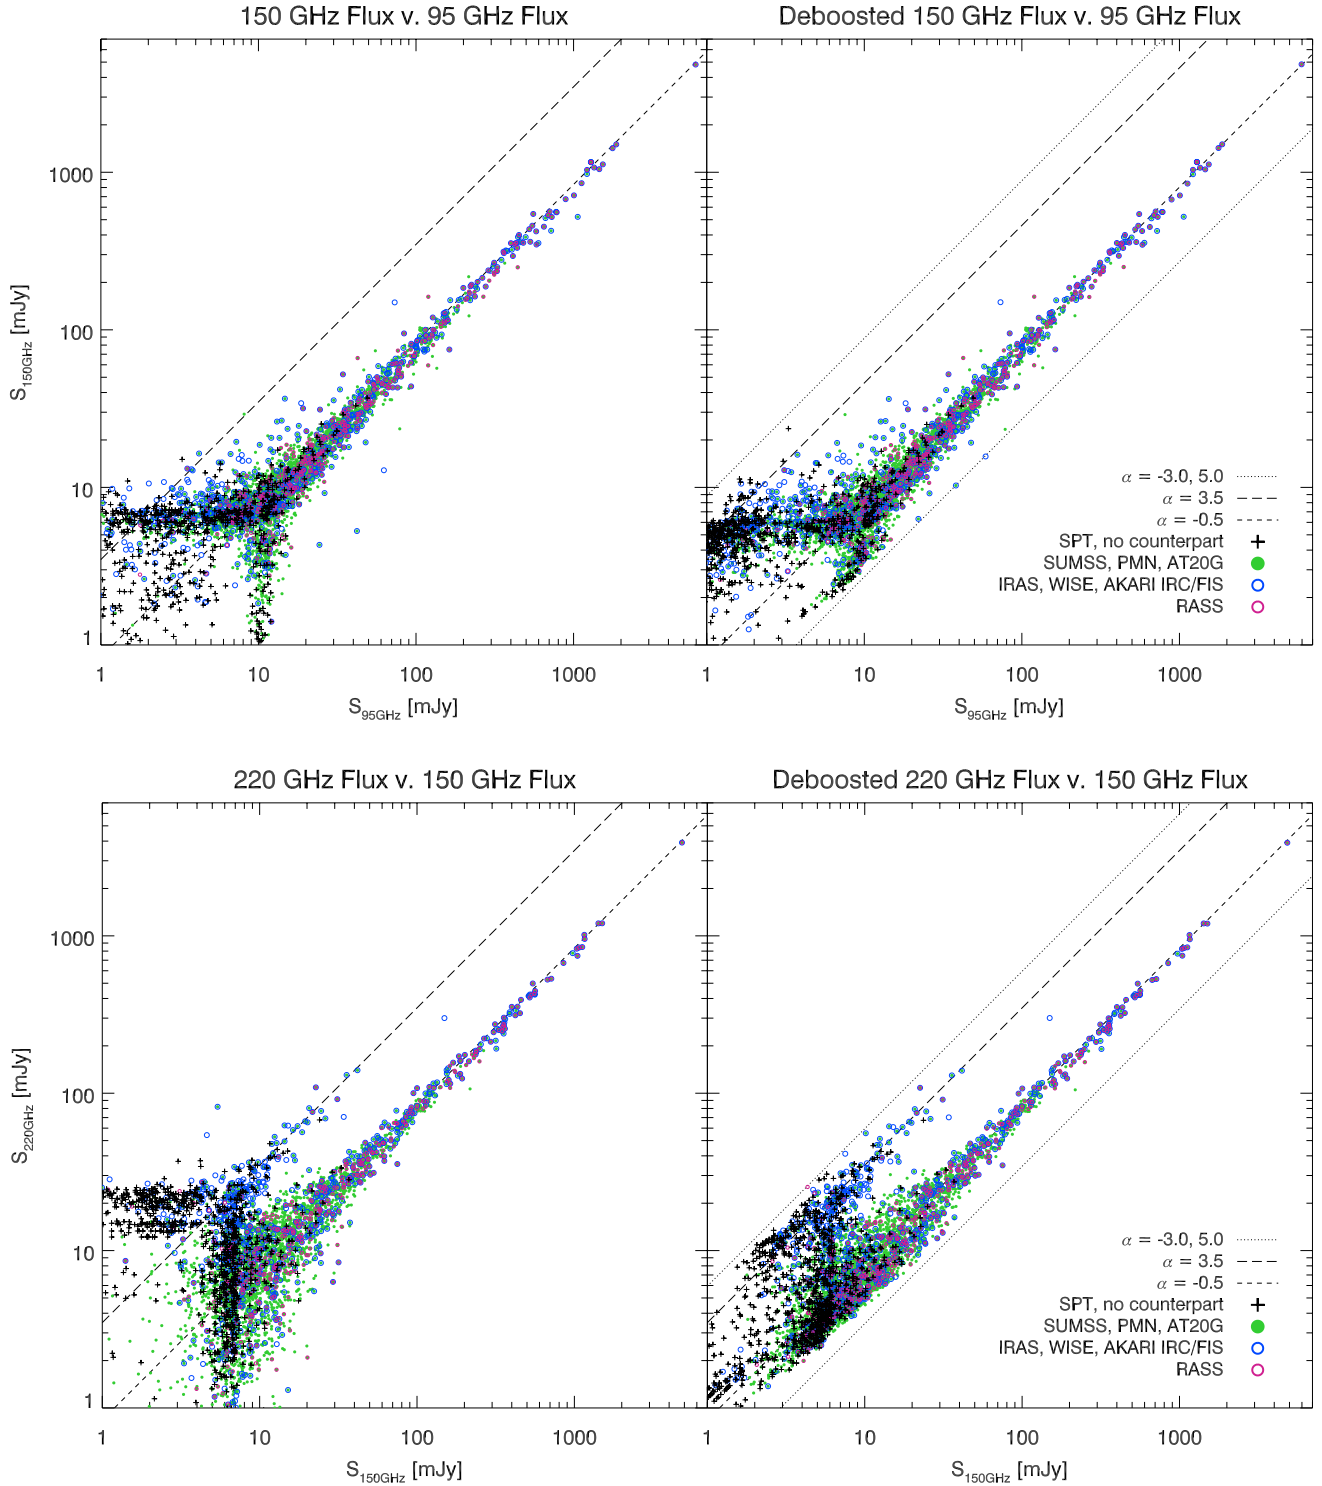 150 GHz Flux v. 95 GHz Flux
Deboosted 150 GHz Flux v. 95 GHz Flux
S150GHz [mJy]
1000
100
10
1
1
10
100
1000
S95GHz [mJy]
α = -3.0, 5.0
α = 3.5
α = -0.5
SPT, no counterpart
SUMSS, PMN, AT20G
IRAS, WISE, AKARI IRC/FIS
RASS
1
10
100
1000
S95GHz [mJy]
220 GHz Flux v. 150 GHz Flux
Deboosted 220 GHz Flux v. 150 GHz Flux
S220GHz [mJy]
1000
100
10
1
1
10
100
1000
S150GHz [mJy]
α = -3.0, 5.0
α = 3.5
α = -0.5
SPT, no counterpart
SUMSS, PMN, AT20G
IRAS, WISE, AKARI IRC/FIS
RASS
1
10
100
1000
S150GHz [mJy]